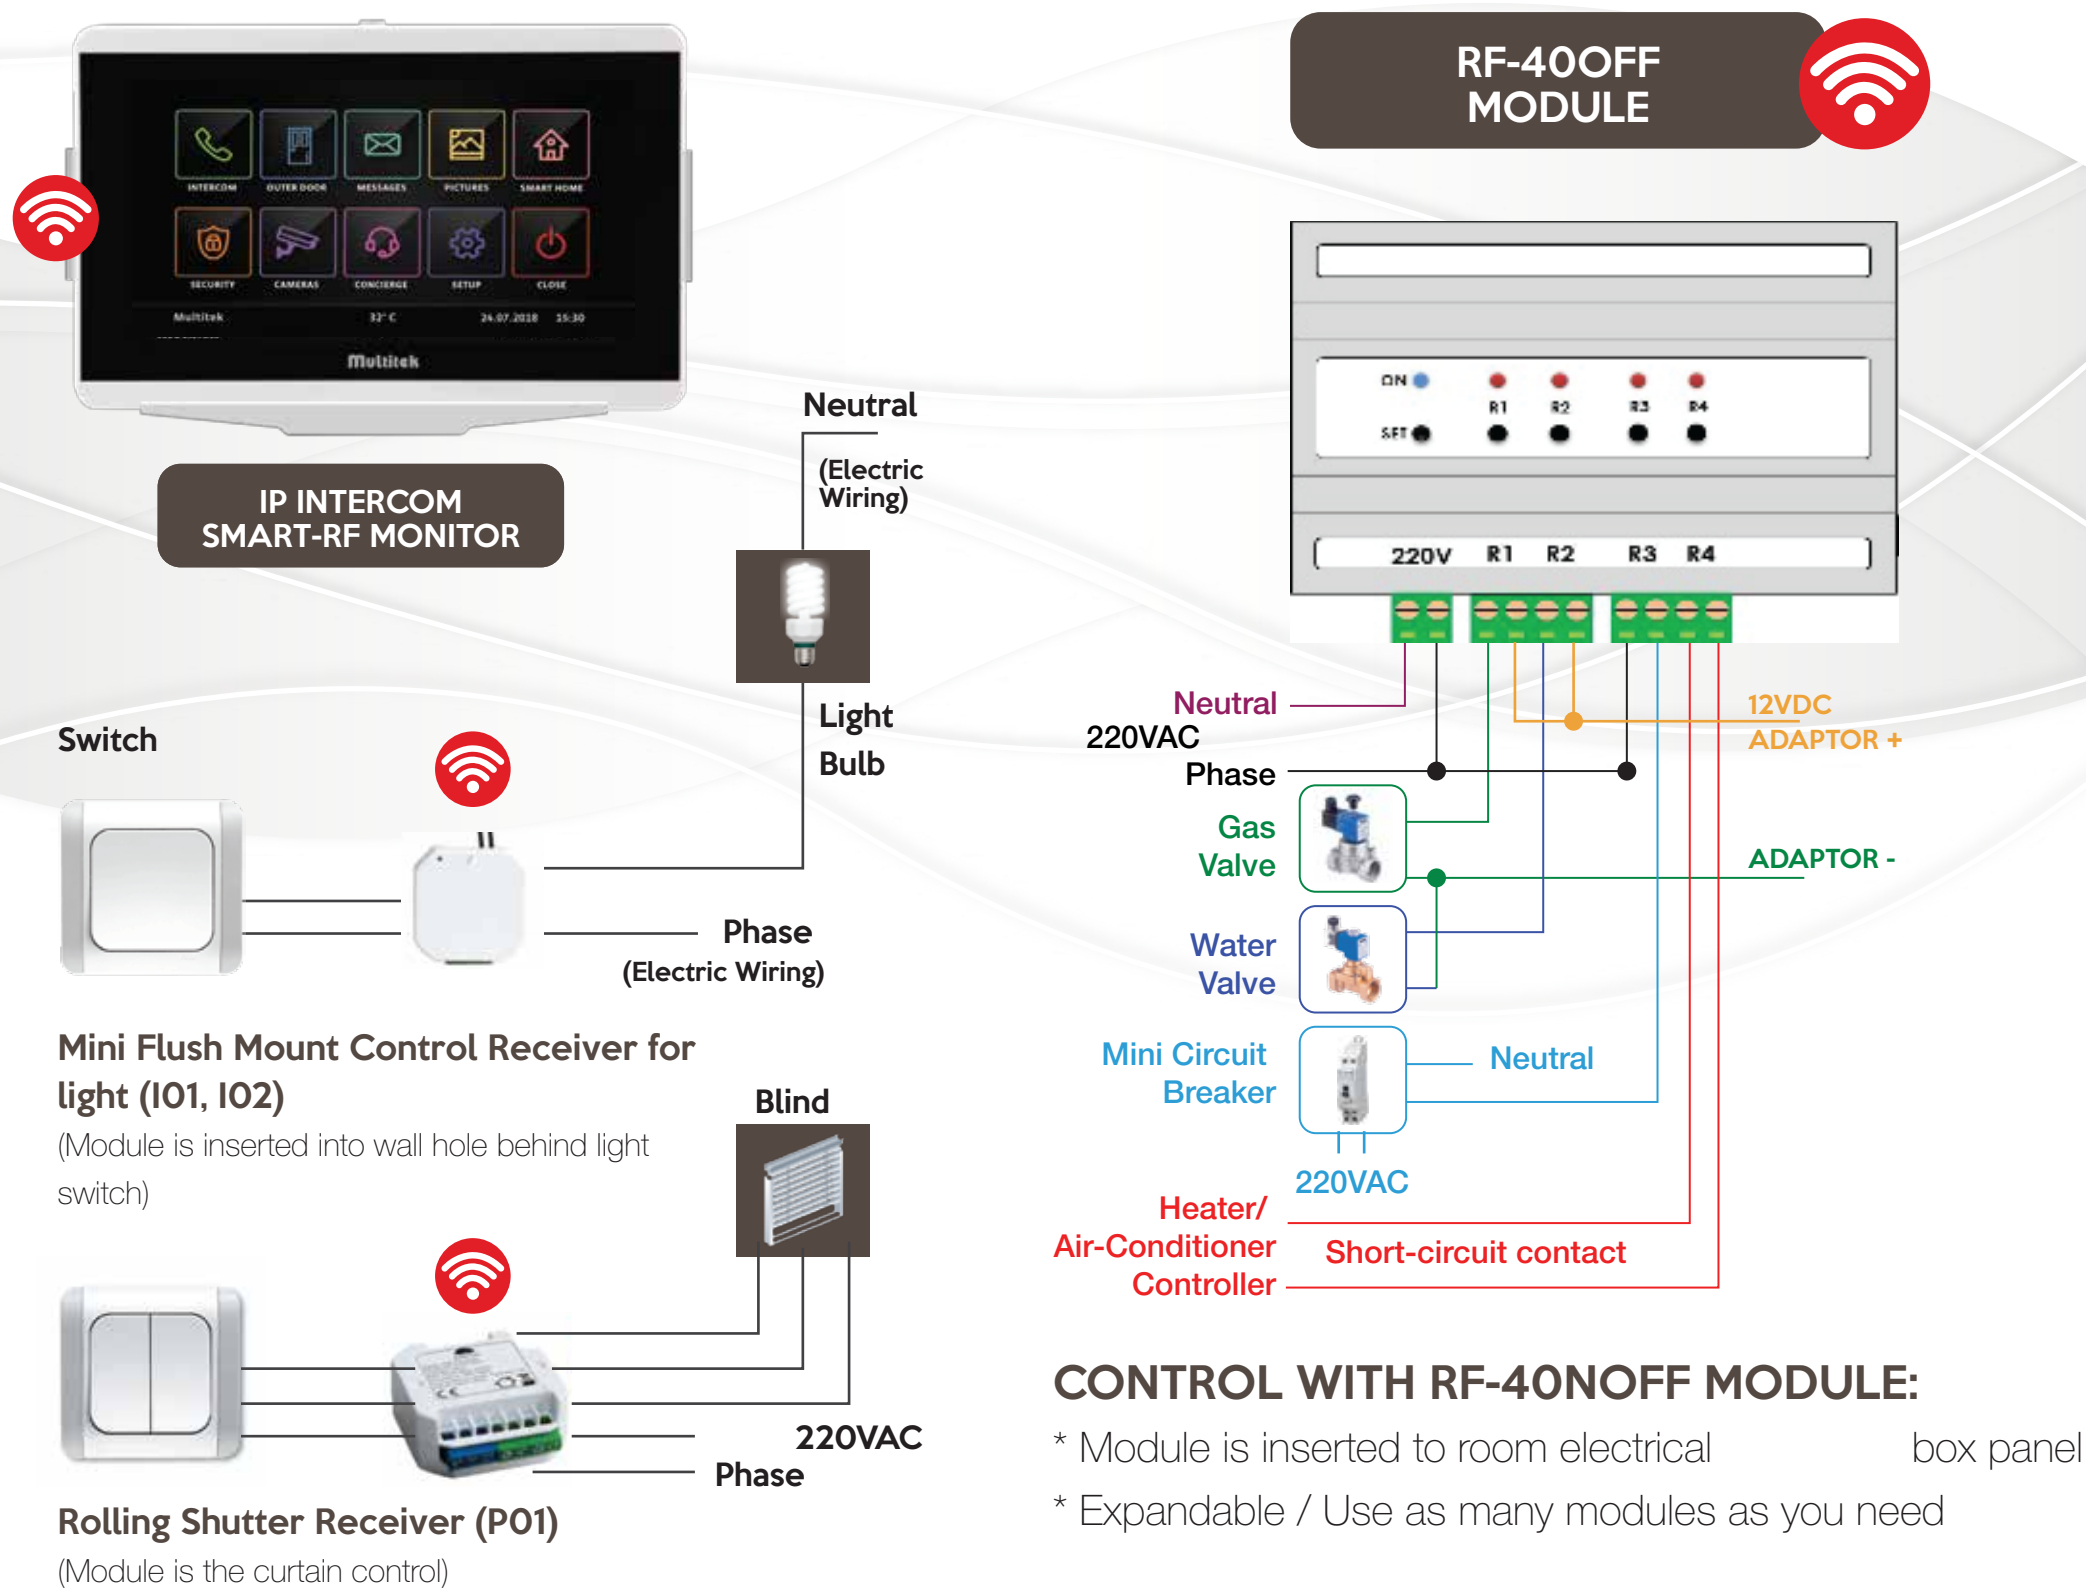 INTERCOM
OUTER DOOR
MESSAGES
PICTURES
SMART HOME
SECURITY
CAMERAS
CONCIERGE
SETUP
CLOSE
Multitek
32° C
24.07.2018
15:30
Multitek
IP INTERCOM
SMART-RF MONITOR
Neutral
(Electric
Wiring)
Light
Bulb
Switch
Phase
(Electric Wiring)
Mini Flush Mount Control Receiver for
light (I01, I02)
(Module is inserted into wall hole behind light
switch)
Blind
220VAC
Phase
Rolling Shutter Receiver (P01)
(Module is the curtain control)
RF-40OFF
MODULE
ON
R1 R2 R3 R4
SET
220V R1 R2 R3 R4
Neutral
220VAC
Phase
12VDC
ADAPTOR +
Gas
Valve
ADAPTOR -
Water
Valve
Mini Circuit
Breaker
Neutral
220VAC
Heater/
Air-Conditioner
Controller
Short-circuit contact
CONTROL WITH RF-40NOFF MODULE:
* Module is inserted to room electrical box panel
* Expandable / Use as many modules as you need